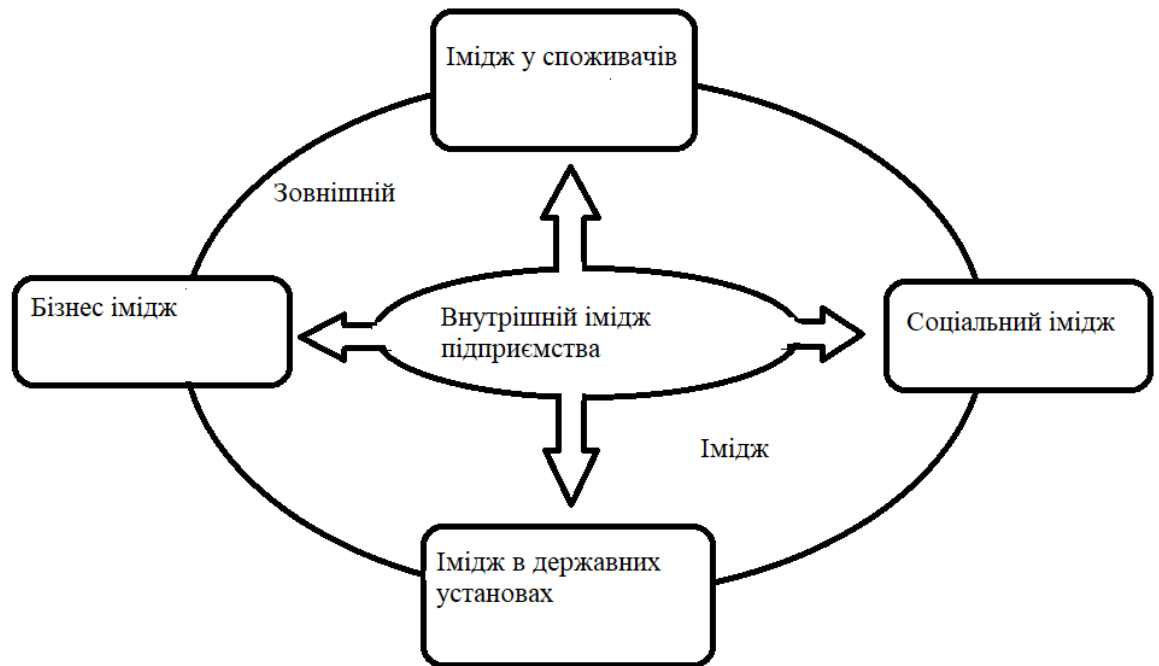 Імідж у споживачів
Зовнішній
Бізнес імідж
Внутрішній імідж
підприємства
Соціальний імідж
Імідж
Імідж в державних
установах